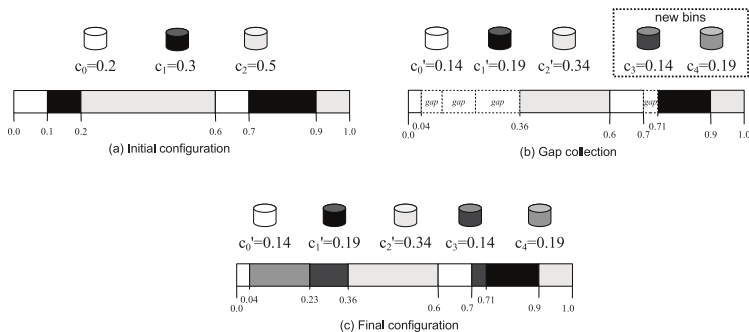 new bins
c₀=0.2 c₁=0.3 c₂=0.5
c₀'=0.14 c₁'=0.19 c₂'=0.34 c₃=0.14 c₄=0.19
gap gap gap gap
0.0 0.1 0.2 0.6 0.7 0.9 1.0
0.0 0.04 0.36 0.6 0.7 0.71 0.9 1.0
(a) Initial configuration
(b) Gap collection
c₀'=0.14 c₁'=0.19 c₂'=0.34 c₃=0.14 c₄=0.19
0.0 0.04 0.23 0.36 0.6 0.7 0.71 0.9 1.0
(c) Final configuration